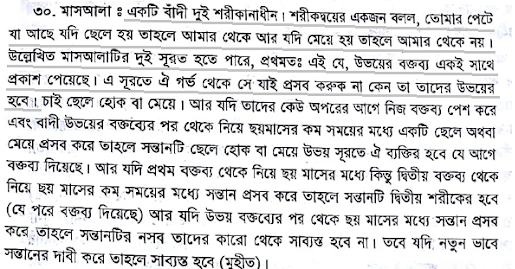 ৩০. মাসআলা ঃ একটি বাঁদী দুই শরীকানাধীন। শরীকদ্বয়ের একজন বলল, তোমার পেটে
যা আছে যদি ছেলে হয় তাহলে আমার থেকে আর যদি মেয়ে হয় তাহলে আমার থেকে নয়।
উল্লেখিত মাসআলাটির দুই সূরত হতে পারে, প্রথমতঃ এই যে, উভয়ের বক্তব্য একই সাথে
প্রকাশ পেয়েছে। এ সূরতে ঐ গর্ভ থেকে সে যাই প্রসব করুক না কেন তা তাদের উভয়ের
হবে। চাই ছেলে হোক বা মেয়ে। আর যদি তাদের কেউ অপরের আগে নিজ বক্তব্য পেশ করে
এবং বাদী উভয়ের বক্তব্যের পর থেকে নিয়ে ছয়মাসের কম সময়ের মধ্যে একটি ছেলে অথবা
মেয়ে প্রসব করে তাহলে সন্তানটি ছেলে হোক বা মেয়ে উভয় সূরতে ঐ ব্যক্তির হবে যে আগে
বক্তব্য দিয়েছে। আর যদি প্রথম বক্তব্য থেকে নিয়ে ছয় মাসের মধ্যে কিন্তু দ্বিতীয় বক্তব্য থেকে
নিয়ে ছয় মাসের কম সময়ের মধ্যে সন্তান প্রসব করে তাহলে সন্তানটি দ্বিতীয় শরীকের হবে
(যে পরে বক্তব্য দিয়েছে) আর যদি উভয় বক্তব্যের পর থেকে ছয় মাসের মধ্যে সন্তান প্রসব
করে তাহলে সন্তানটির নসব তাদের কারো থেকে সাব্যস্ত হবে না। তবে যদি নতুন ভাবে
সন্তানের দাবী করে তাহলে সাব্যস্ত হবে (মুহীত)।